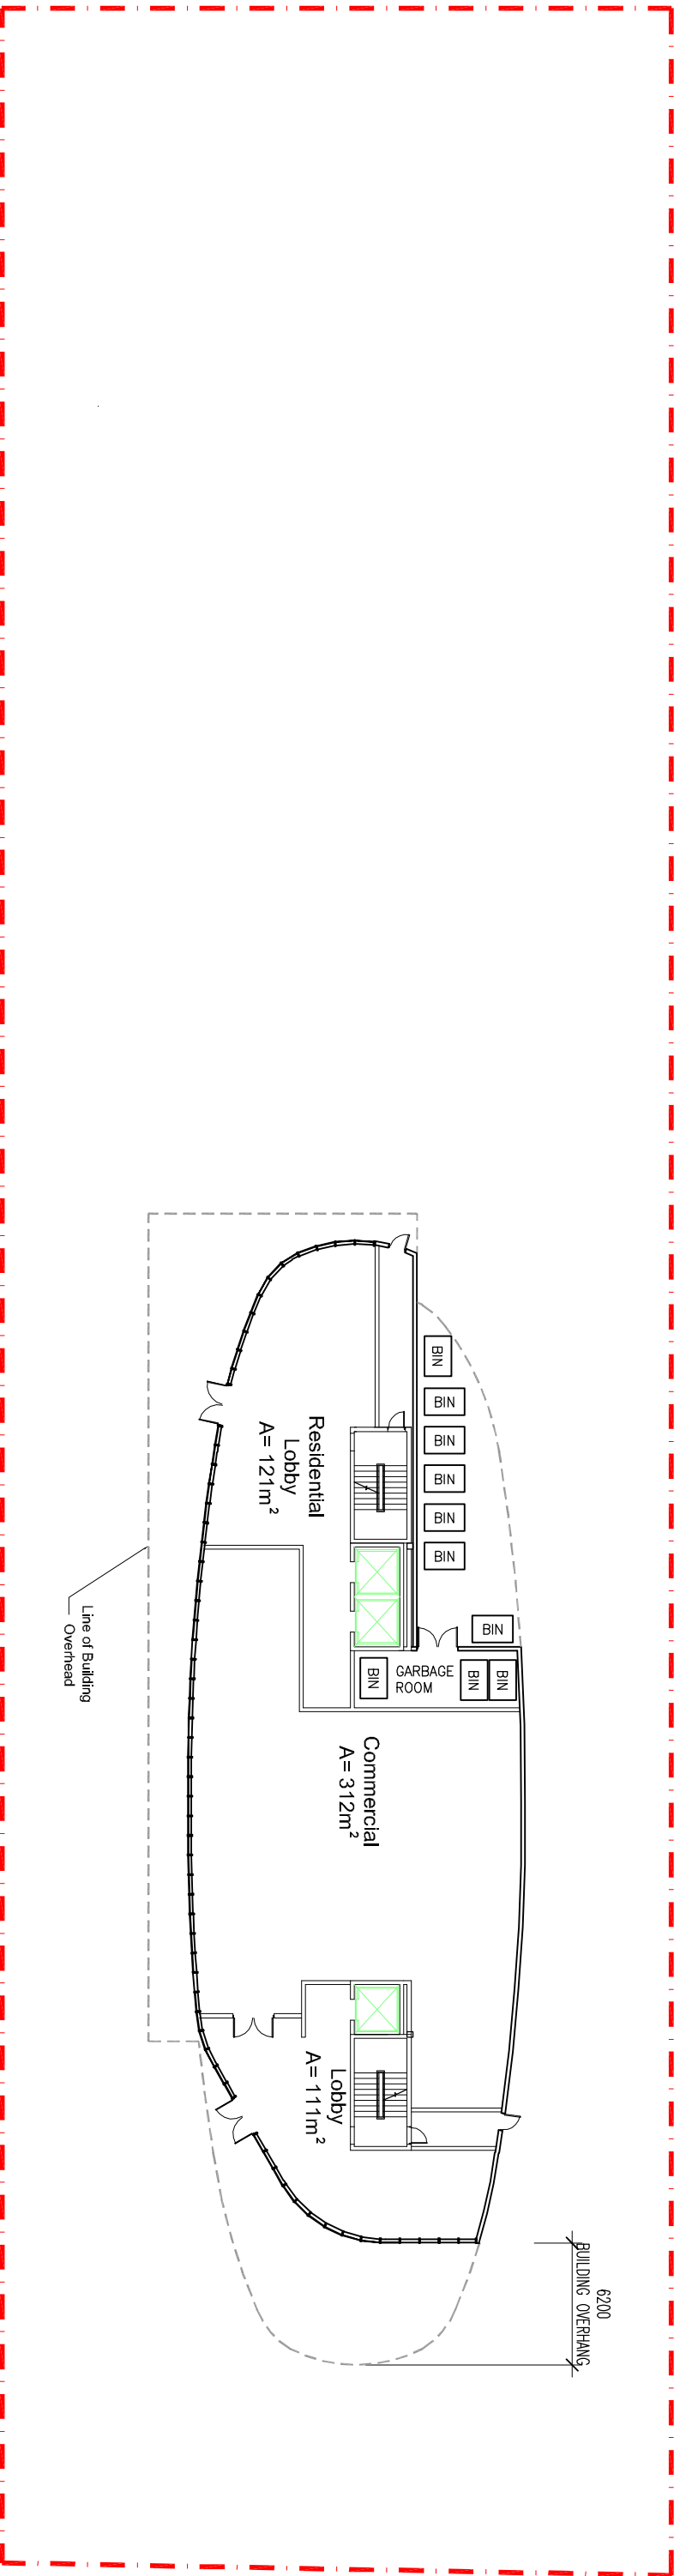 BIN
BIN
BIN
BIN
BIN
BIN
Residential
Lobby
A= 121m²
Line of Building
Overhead
BIN
BIN
GARBAGE
ROOM
BIN
BIN
Commercial
A= 312m²
Lobby
A= 111m²
6200
BUILDING OVERHANG